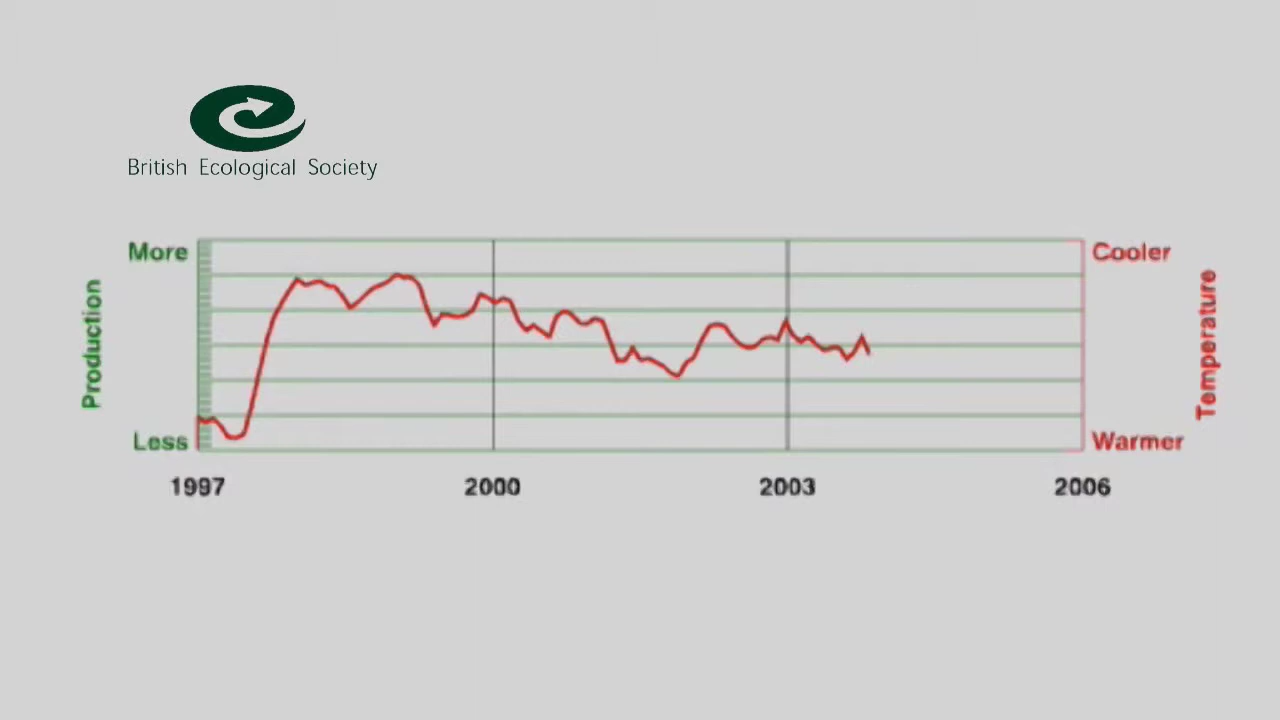 British Ecological Society
More
Cooler
Production
Temperature
Less
Warmer
1997 2000 2003 2006